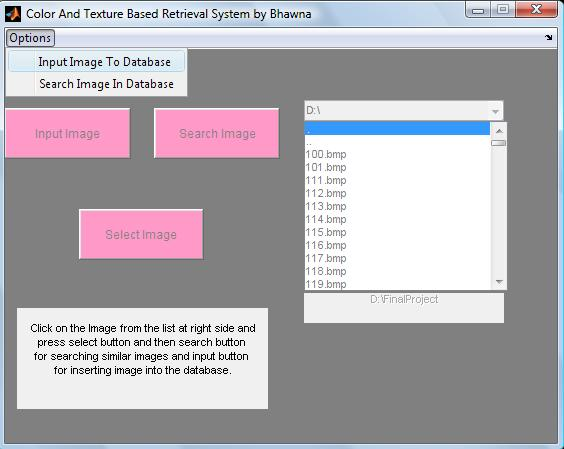 Color And Texture Based Retrieval System by Bhawna
Options
Input Image To Database
Search Image In Database
Input Image
Search Image
Select Image
D:\
.
..
100.bmp
101.bmp
111.bmp
112.bmp
113.bmp
114.bmp
115.bmp
116.bmp
117.bmp
118.bmp
119.bmp
D:\FinalProject
Click on the Image from the list at right side and
press select button and then search button
for searching similar images and input button
for inserting image into the database.